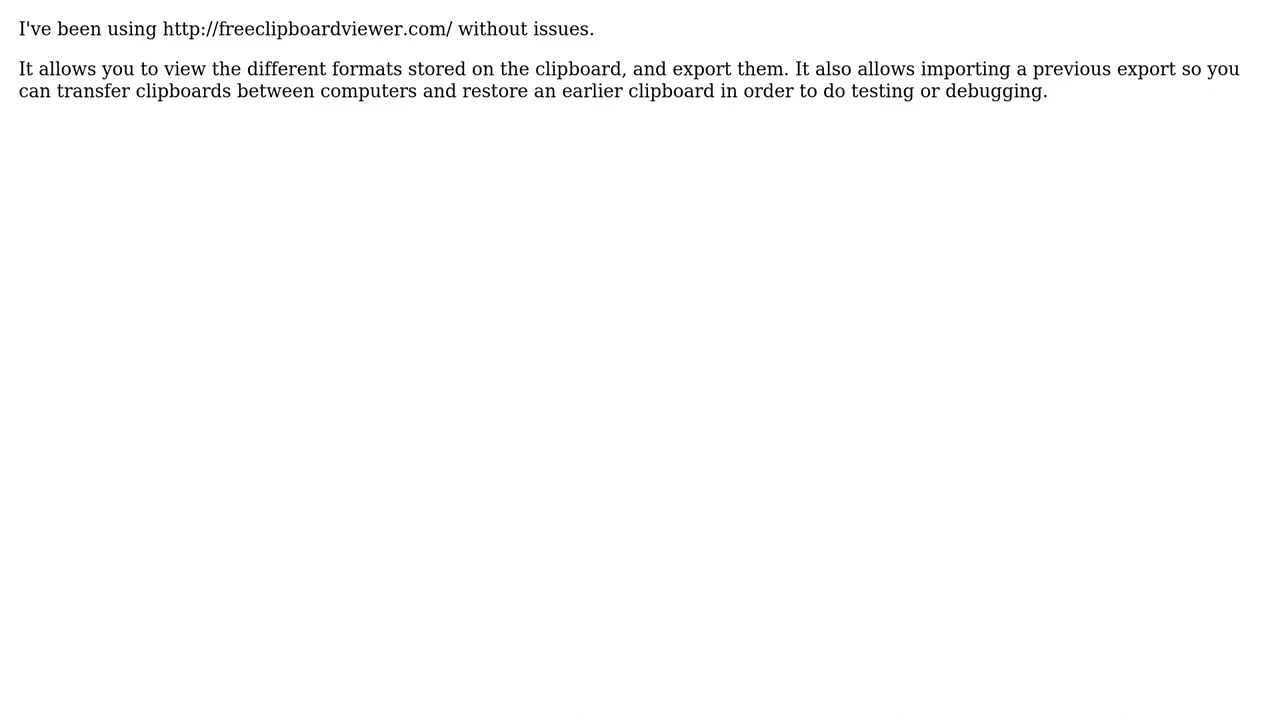 I've been using http://freeclipboardviewer.com/ without issues.
It allows you to view the different formats stored on the clipboard, and export them. It also allows importing a previous export so you
can transfer clipboards between computers and restore an earlier clipboard in order to do testing or debugging.